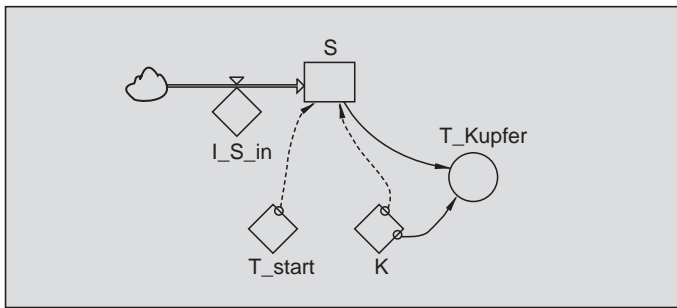 S
T_Kupfer
I_S_in
T_start
K